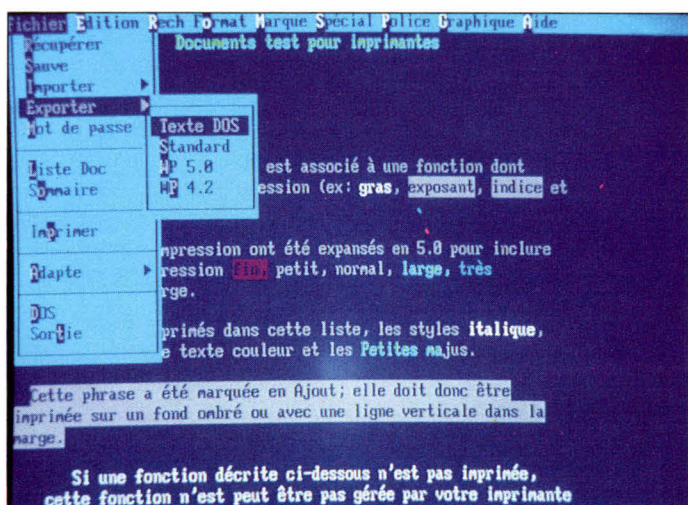 Fichier Edition Rech Format Marque Spécial Police Graphique Aide
Récupérer
Sauve
Importer
Exporter
Mot de passe
Liste Doc
Sommaire
Imprimer
Adapte
DOS
Sortie
Texte DOS
Standard
WP 5.0
WP 4.2
Documents test pour imprimantes
est associé à une fonction dont
ession (ex: gras, exposant, indice et
mpression ont été expansés en 5.0 pour inclure
ression fin, petit, normal, large, très
rge.
primés dans cette liste, les styles italique,
e texte couleur et les Petites majus.
Cette phrase a été marquée en Ajout; elle doit donc être
imprimée sur un fond ombré ou avec une ligne verticale dans la
marge.
Si une fonction décrite ci-dessous n'est pas imprimée,
cette fonction n'est peut être pas gérée par votre imprimante